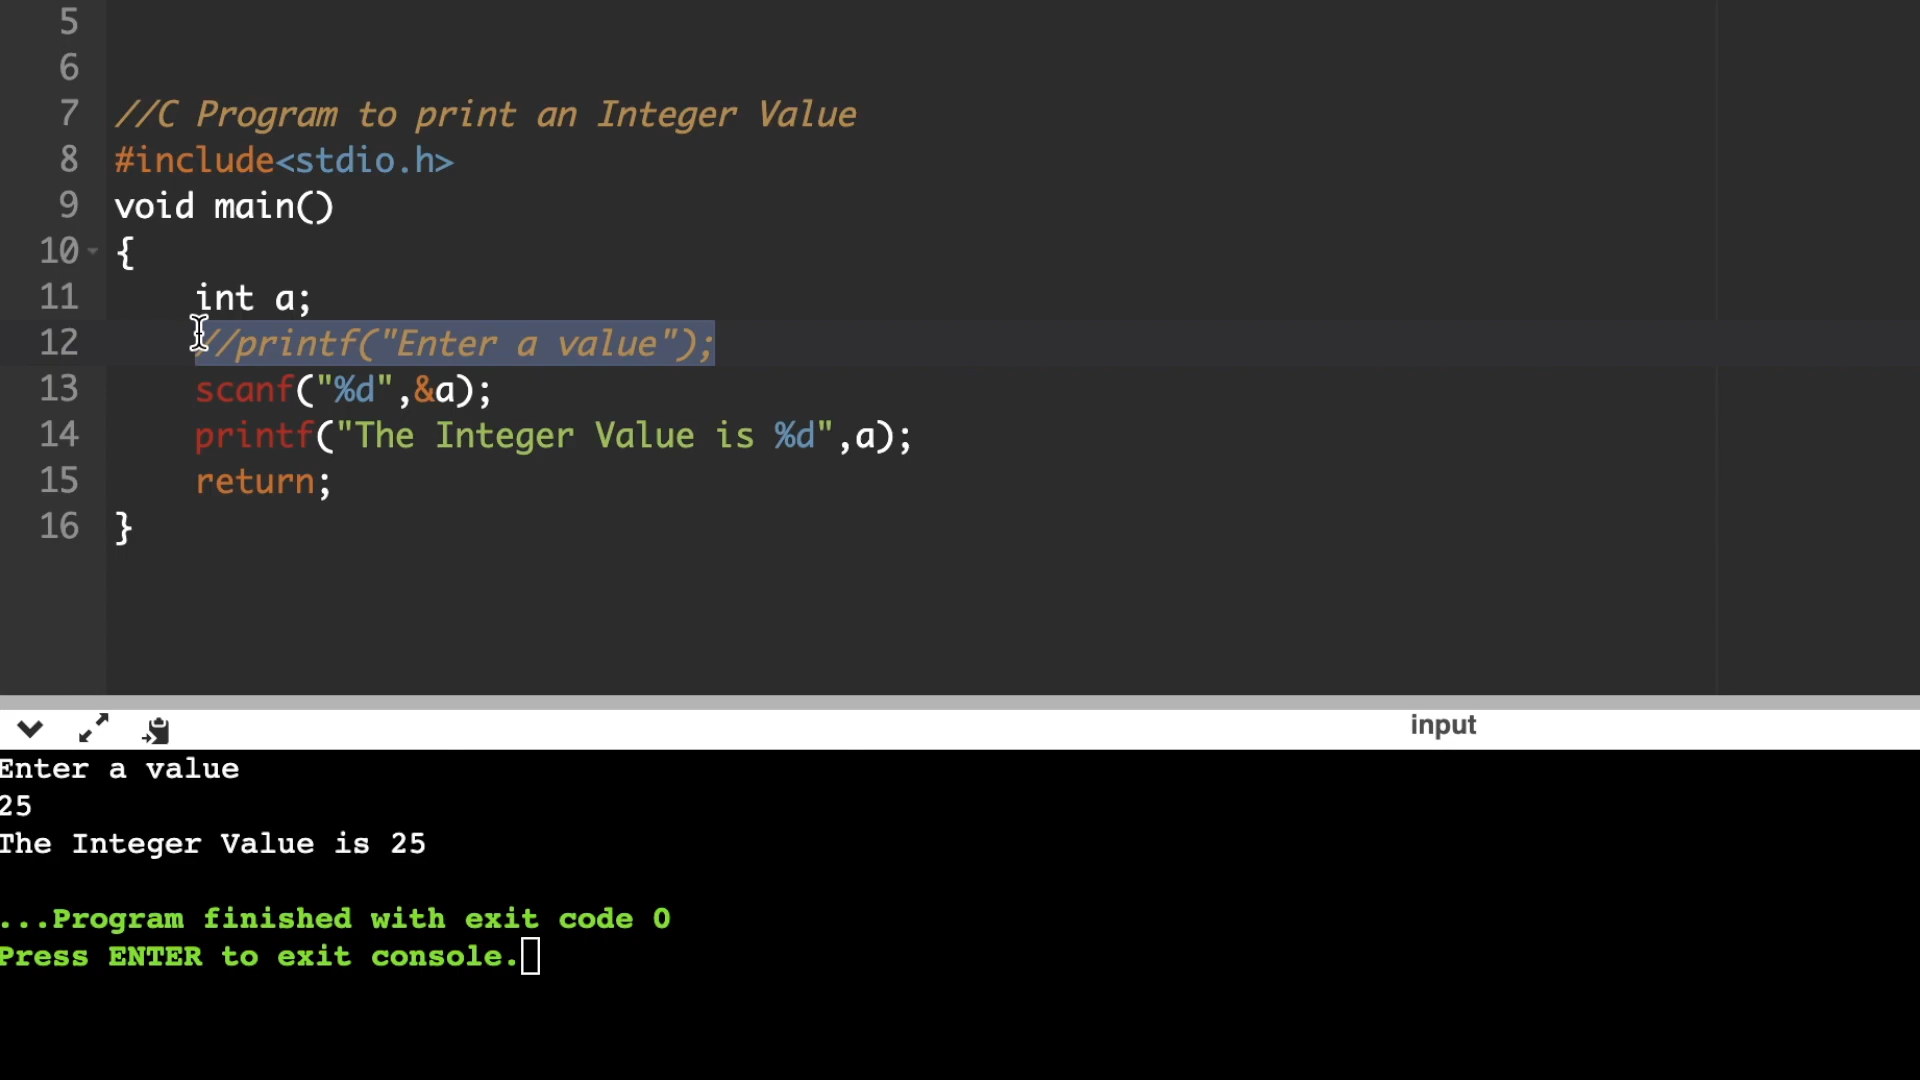 5
6
7 //C Program to print an Integer Value
8 #include<stdio.h>
9 void main()
10 {
11 int a;
12 //printf("Enter a value");
13 scanf("%d",&a);
14 printf("The Integer Value is %d",a);
15 return;
16 }
input
Enter a value
25
The Integer Value is 25
...Program finished with exit code 0
Press ENTER to exit console.